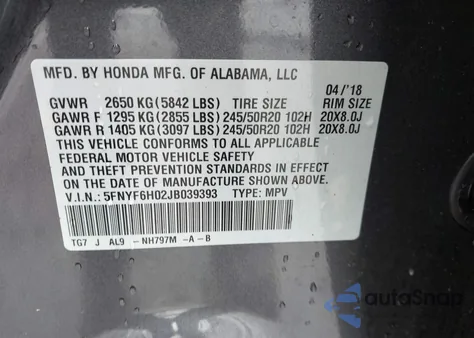 MFD. BY HONDA MFG. OF ALABAMA, LLC
04/'18
GVWR 2650 KG (5842 LBS) TIRE SIZE RIM SIZE
GAWR F 1295 KG (2855 LBS) 245/50R20 102H 20X8.0J
GAWR R 1405 KG (3097 LBS) 245/50R20 102H 20X8.0J
THIS VEHICLE CONFORMS TO ALL APPLICABLE
FEDERAL MOTOR VEHICLE SAFETY
AND THEFT PREVENTION STANDARDS IN EFFECT
ON THE DATE OF MANUFACTURE SHOWN ABOVE.
V.I.N.: 5FNYF6H02JB039393 TYPE: MPV
TG7 J AL9 - NH797M -A -B
autoSnap